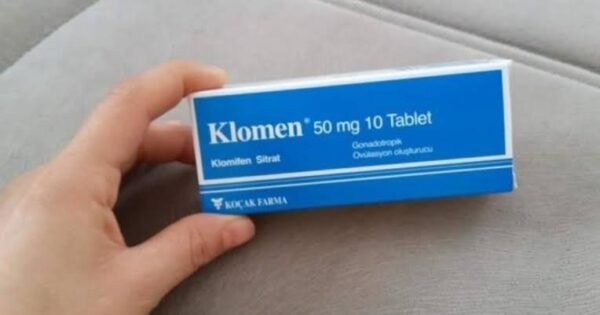 Klomen® 50 mg 10 Tablet
Klomifen Sitrat
Gonadotropik
Ovülasyon oluşturucu
KOÇAK FARMA